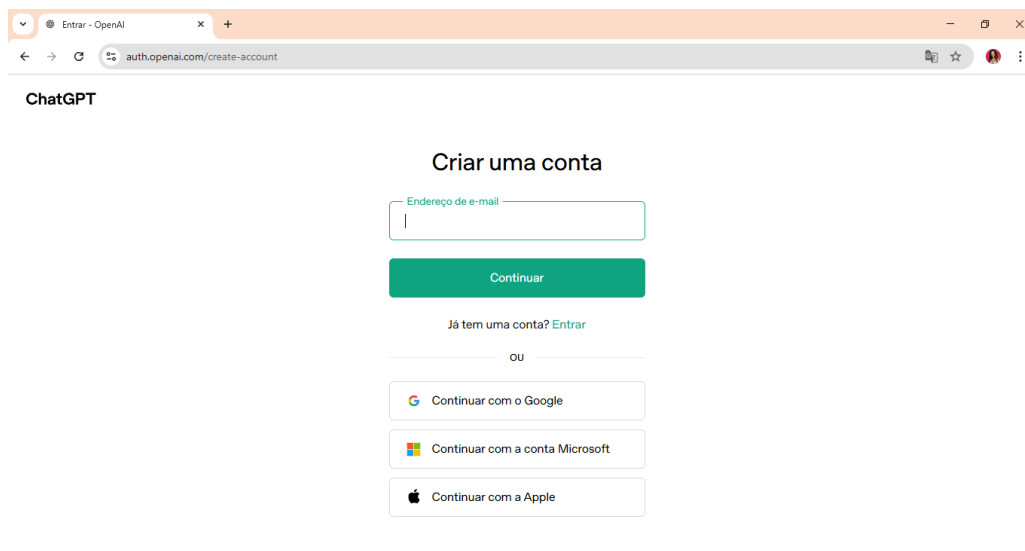 Entrar - OpenAI
auth.openai.com/create-account
ChatGPT
Criar uma conta
Endereço de e-mail
Continuar
Já tem uma conta? Entrar
OU
Continuar com o Google
Continuar com a conta Microsoft
Continuar com a Apple